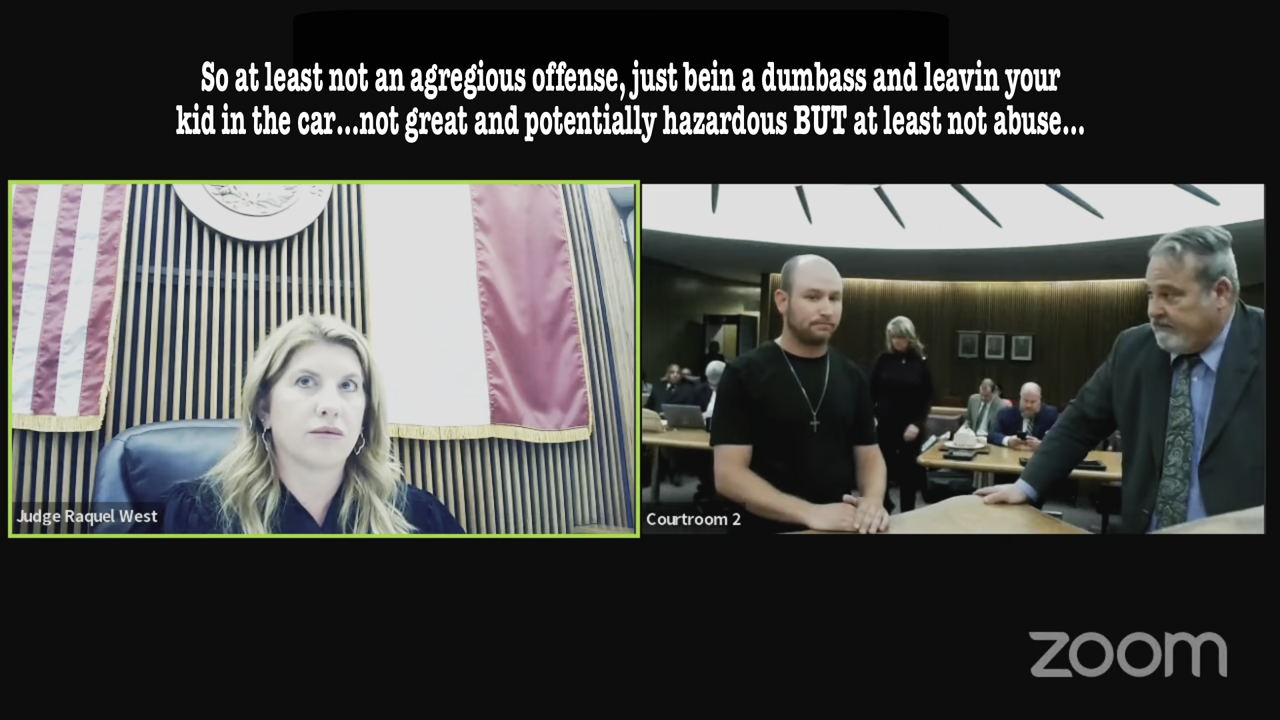 So at least not an agregious offense, just bein a dumbass and leavin your
kid in the car...not great and potentially hazardous BUT at least not abuse...
Judge Raquel West
Courtroom 2
zoom